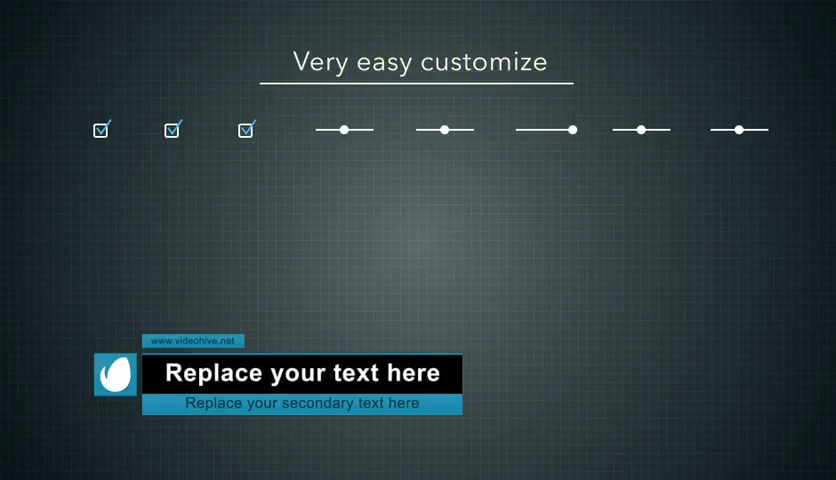 Very easy customize
www.videohive.net
Replace your text here
Replace your secondary text here